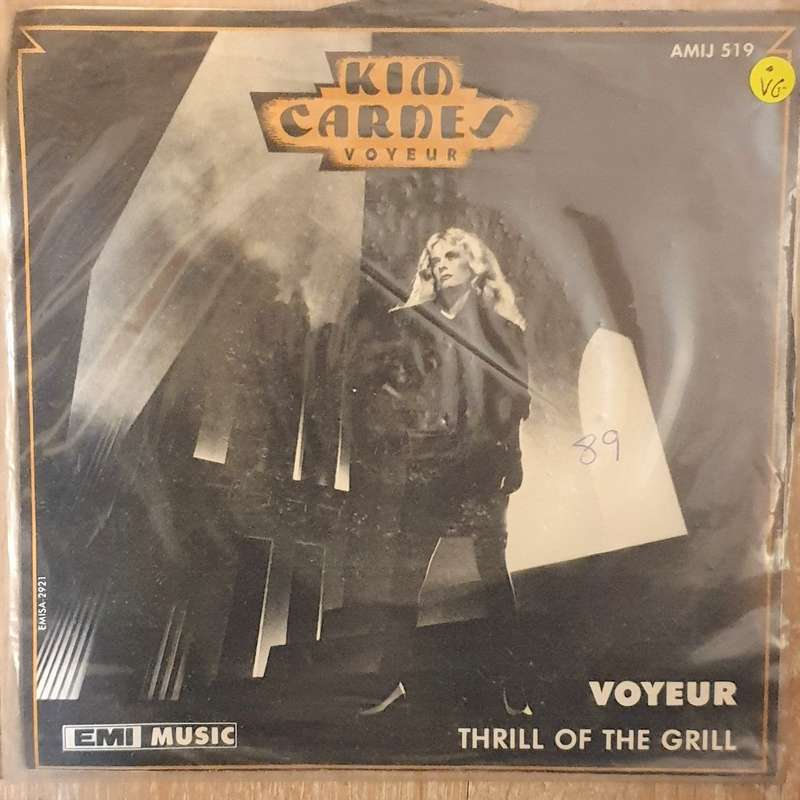 AMIJ 519
VG
KIM
CARNES
VOYEUR
89
EMISA-2921
VOYEUR
THRILL OF THE GRILL
EMI MUSIC